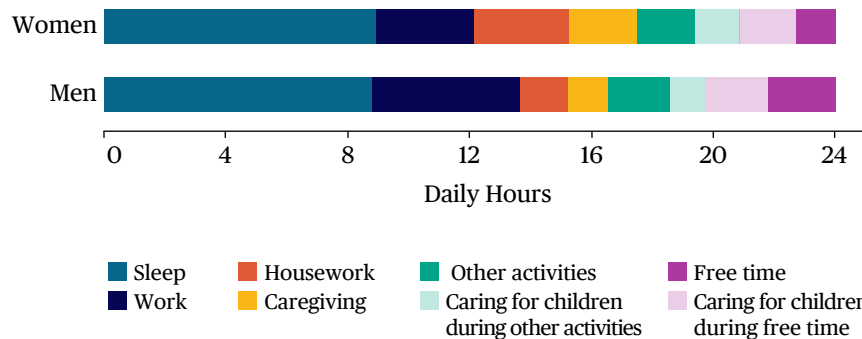 Women
Men
0 4 8 12 16 20 24
Daily Hours
Sleep Housework Other activities Free time
Work Caregiving Caring for children Caring for children
during other activities during free time